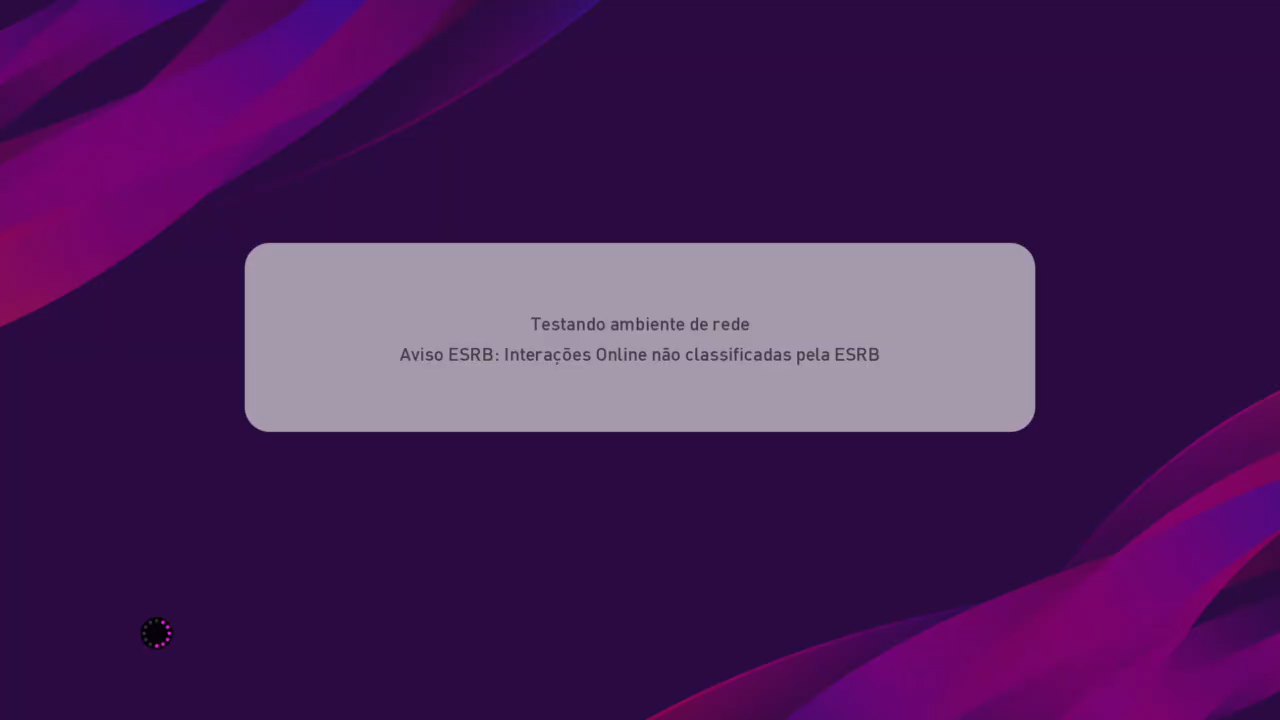 Testando ambiente de rede
Aviso ESRB: Interações Online não classificadas pela ESRB